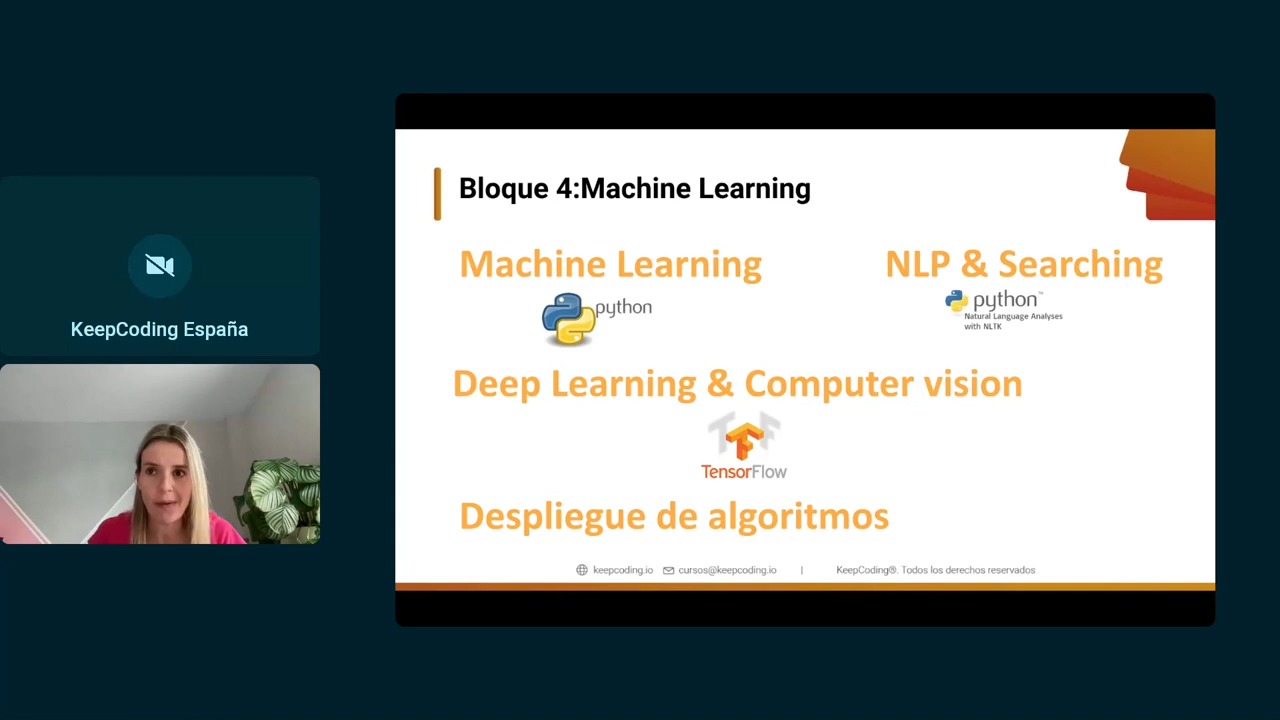 KeepCoding España
Bloque 4:Machine Learning
Machine Learning
python
NLP & Searching
python™
Natural Language Analyses
with NLTK
Deep Learning & Computer vision
TensorFlow
Despliegue de algoritmos
keepcoding.io cursos@keepcoding.io | KeepCoding®. Todos los derechos reservados